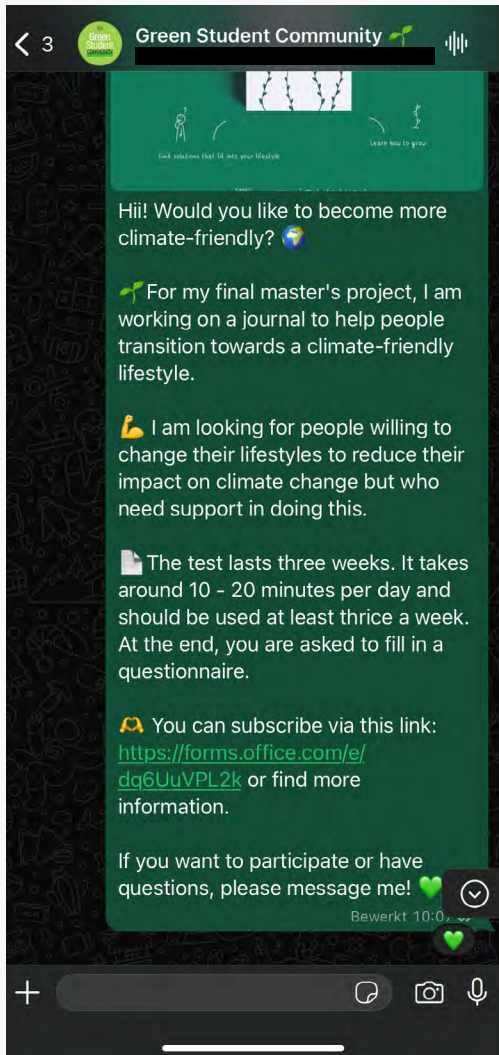 3
Green Student Community 🌱
Green
Student
COMMUNITY
find solutions that fit into your lifestyle
Learn how to grow
Hii! Would you like to become more
climate-friendly? 🌍
🌱For my final master's project, I am
working on a journal to help people
transition towards a climate-friendly
lifestyle.
💪 I am looking for people willing to
change their lifestyles to reduce their
impact on climate change but who
need support in doing this.
📄The test lasts three weeks. It takes
around 10 - 20 minutes per day and
should be used at least thrice a week.
At the end, you are asked to fill in a
questionnaire.
🫶 You can subscribe via this link:
https://forms.office.com/e/
dq6UuVPL2k or find more
information.
If you want to participate or have
questions, please message me! 💚
Bewerkt 10:07
💚